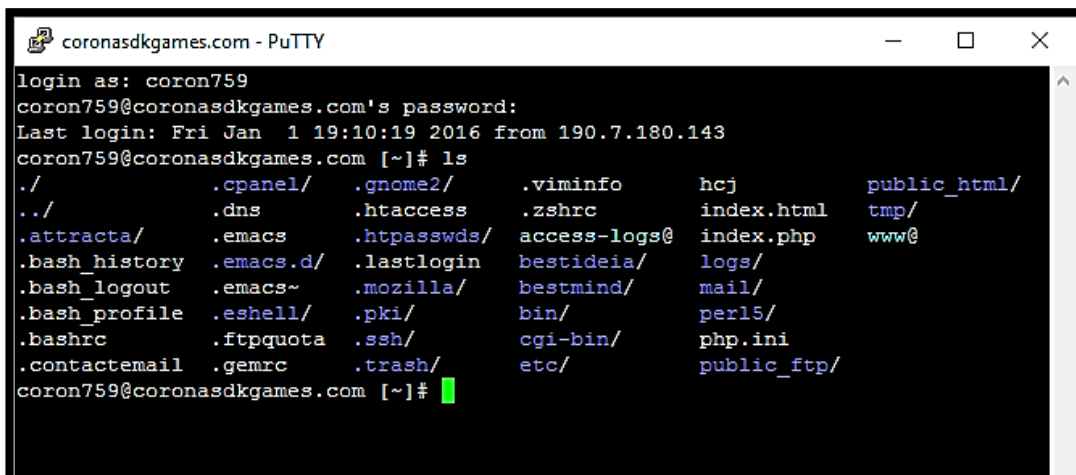 coronasdkgames.com - PuTTY
login as: coron759
coron759@coronasdkgames.com's password:
Last login: Fri Jan  1 19:10:19 2016 from 190.7.180.143
coron759@coronasdkgames.com [~]# ls
./ .cpanel/ .gnome2/ .viminfo hcj public_html/
../ .dns .htaccess .zshrc index.html tmp/
.attracta/ .emacs .htpasswds/ access-logs@ index.php www@
.bash_history .emacs.d/ .lastlogin bestideia/ logs/
.bash_logout .emacs~ .mozilla/ bestmind/ mail/
.bash_profile .eshell/ .pki/ bin/ perl5/
.bashrc .ftpquota .ssh/ cgi-bin/ php.ini
.contactemail .gemrc .trash/ etc/ public_ftp/
coron759@coronasdkgames.com [~]#